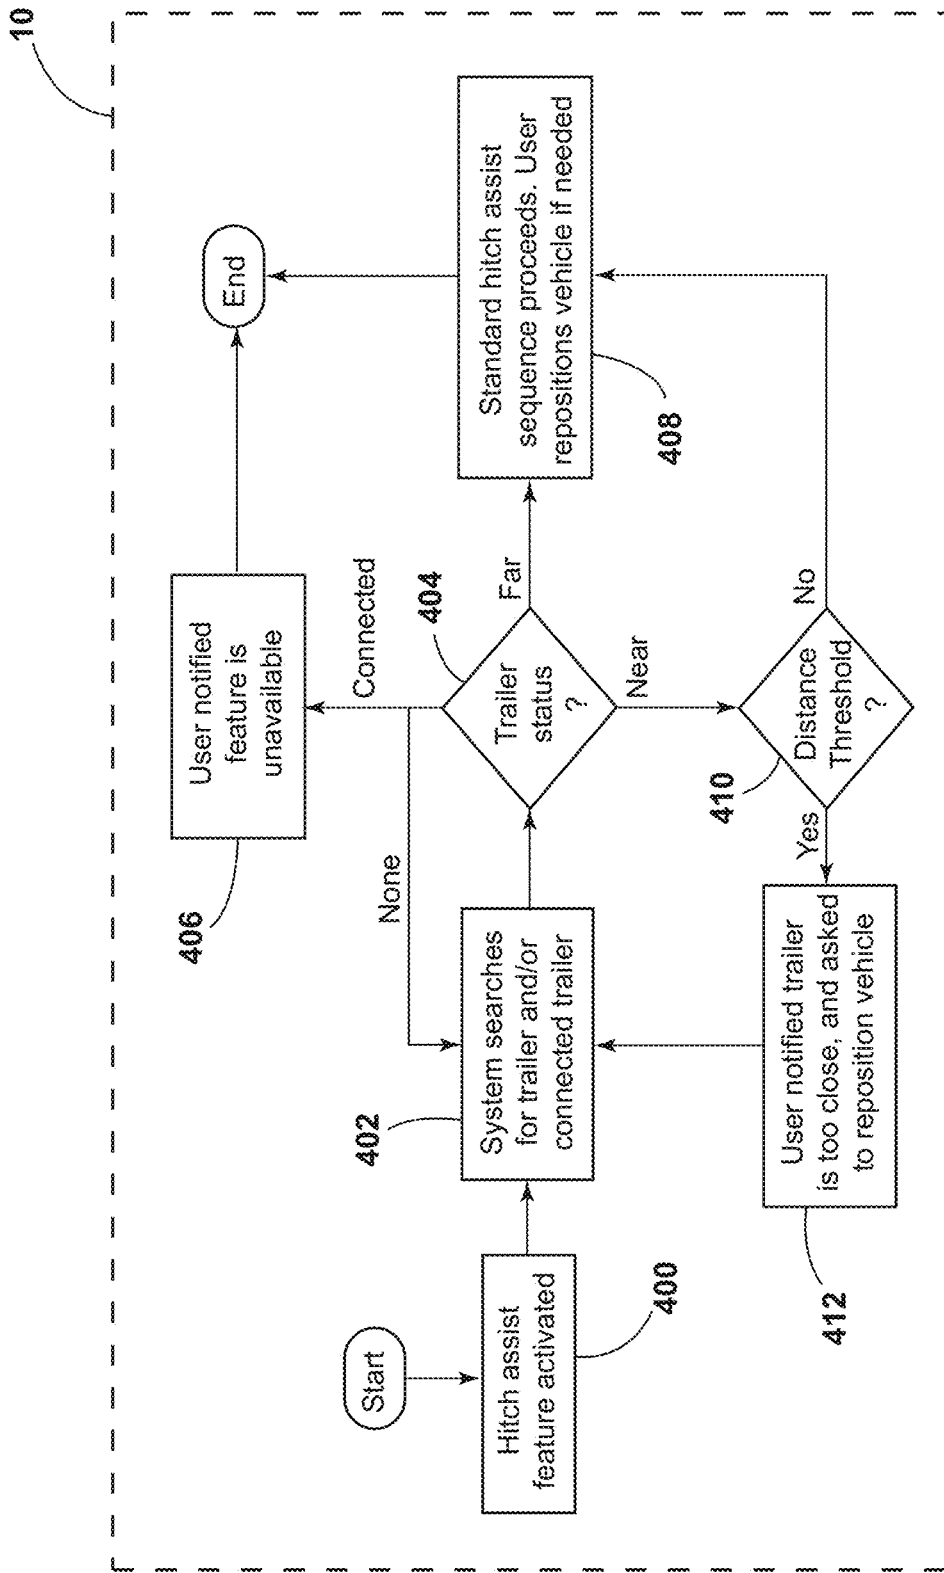 10
Start
Hitch assist
feature activated
400
System searches
for trailer and/or
connected trailer
402
None
Trailer
status
?
404
Connected
User notified
feature is
unavailable
406
End
Far
Standard hitch assist
sequence proceeds. User
repositions vehicle if needed
408
Near
Distance
Threshold
?
410
No
Yes
User notified trailer
is too close, and asked
to reposition vehicle
412